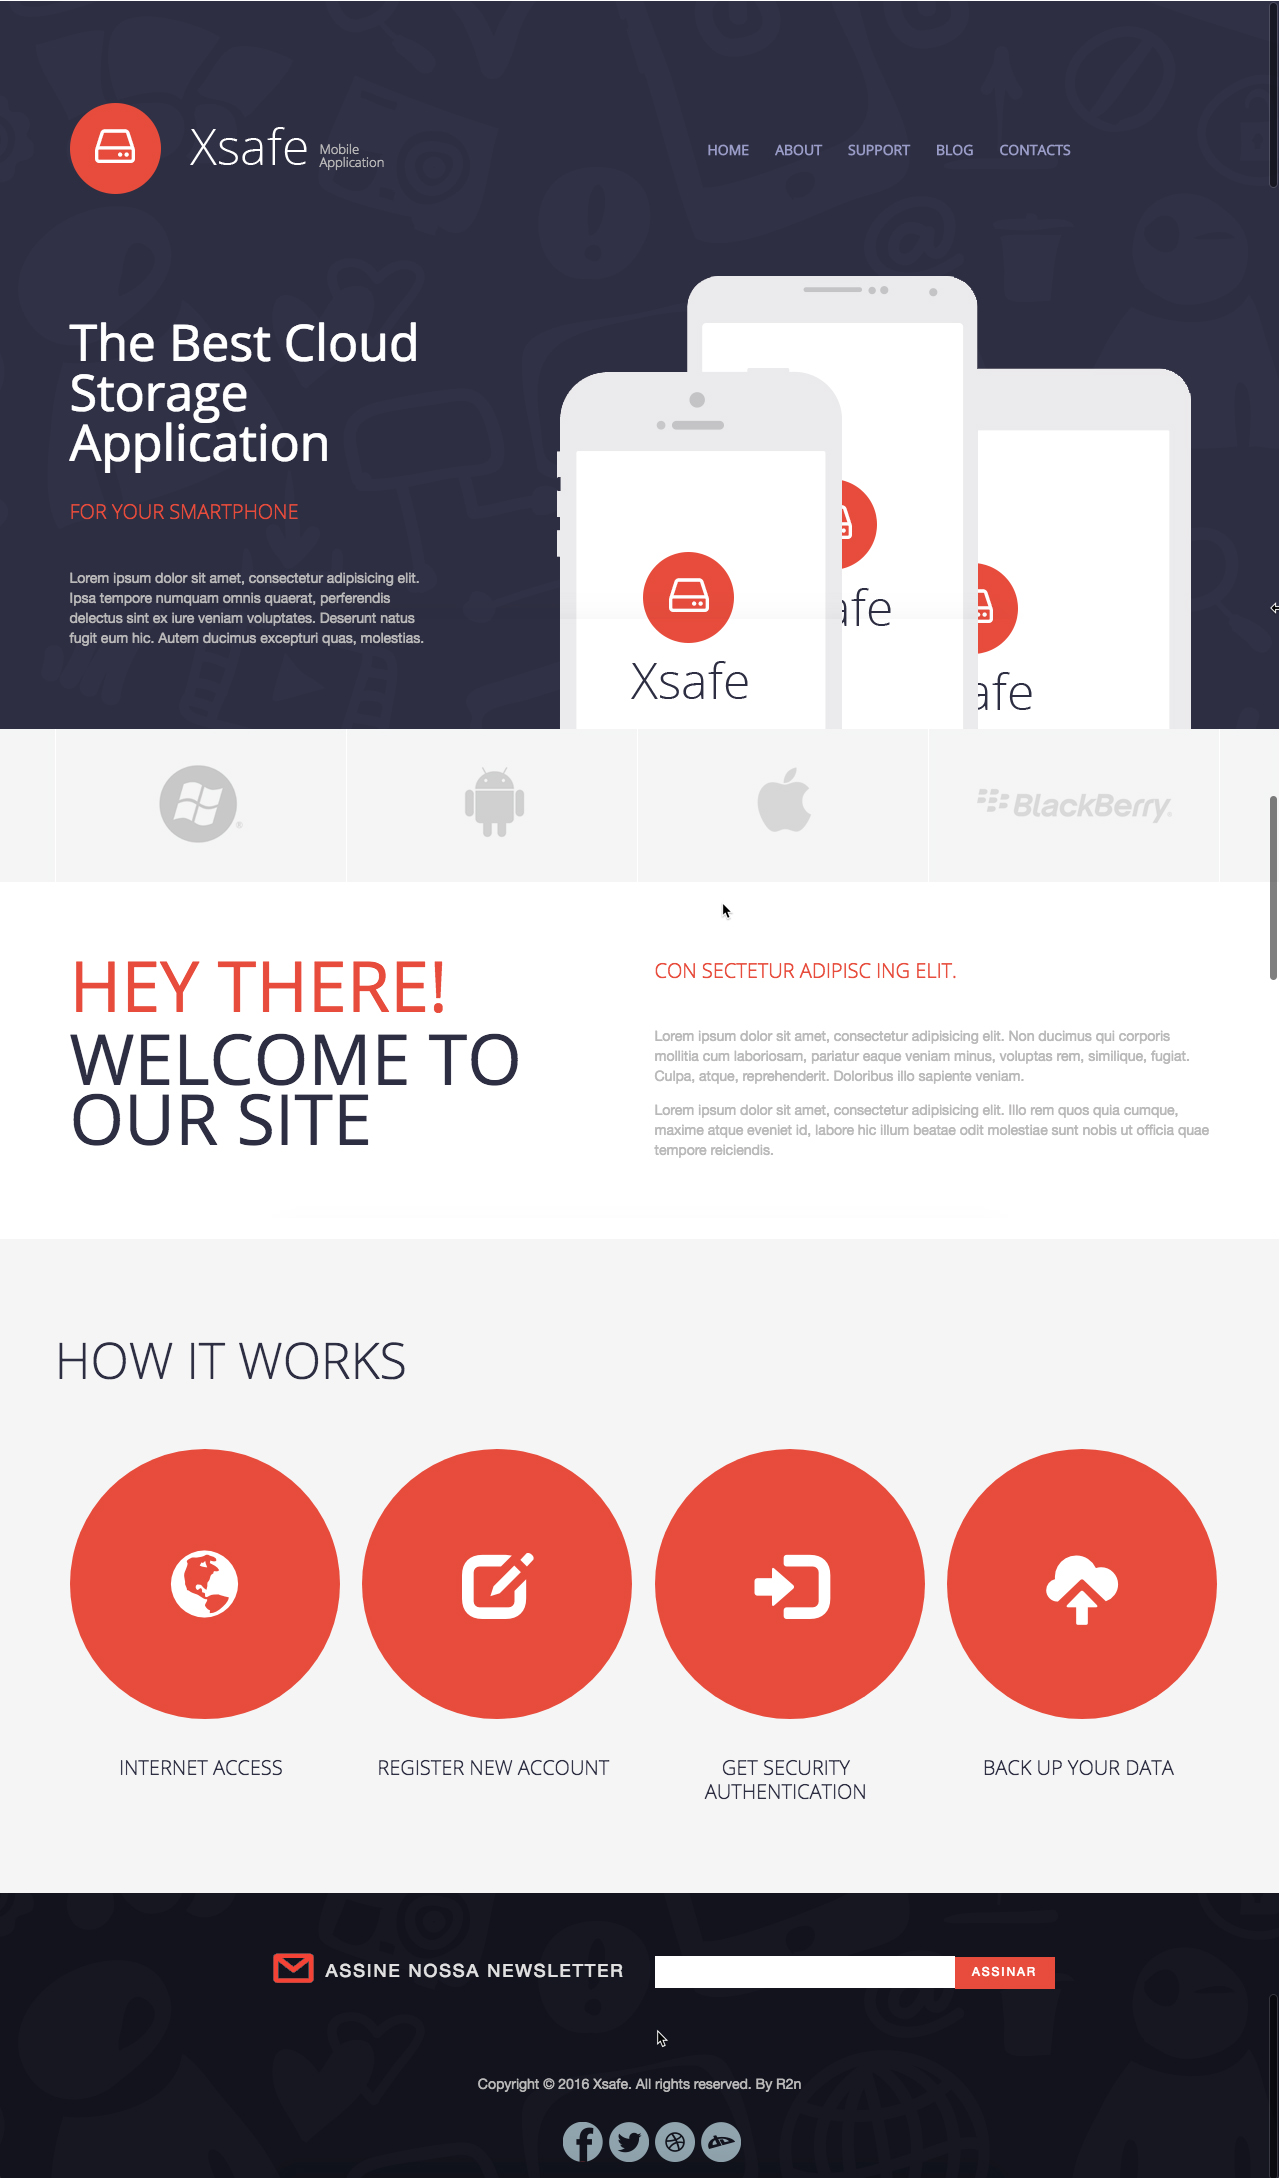 Xsafe
Mobile
Application
HOME ABOUT SUPPORT BLOG CONTACTS
The Best Cloud
Storage
Application
FOR YOUR SMARTPHONE
Lorem ipsum dolor sit amet, consectetur adipisicing elit.
Ipsa tempore numquam omnis quaerat, perferendis
delectus sint ex iure veniam voluptates. Deserunt natus
fugit eum hic. Autem ducimus excepturi quas, molestias.
Xsafe
afe
afe
BlackBerry
HEY THERE!
WELCOME TO
OUR SITE
CON SECTETUR ADIPISC ING ELIT.
Lorem ipsum dolor sit amet, consectetur adipisicing elit. Non ducimus qui corporis
mollitia cum laboriosam, pariatur eaque veniam minus, voluptas rem, similique, fugiat.
Culpa, atque, reprehenderit. Doloribus illo sapiente veniam.
Lorem ipsum dolor sit amet, consectetur adipisicing elit. Illo rem quos quia cumque,
maxime atque eveniet id, labore hic illum beatae odit molestiae sunt nobis ut officia quae
tempore reiciendis.
HOW IT WORKS
INTERNET ACCESS
REGISTER NEW ACCOUNT
GET SECURITY
AUTHENTICATION
BACK UP YOUR DATA
ASSINE NOSSA NEWSLETTER
ASSINAR
Copyright © 2016 Xsafe. All rights reserved. By R2n